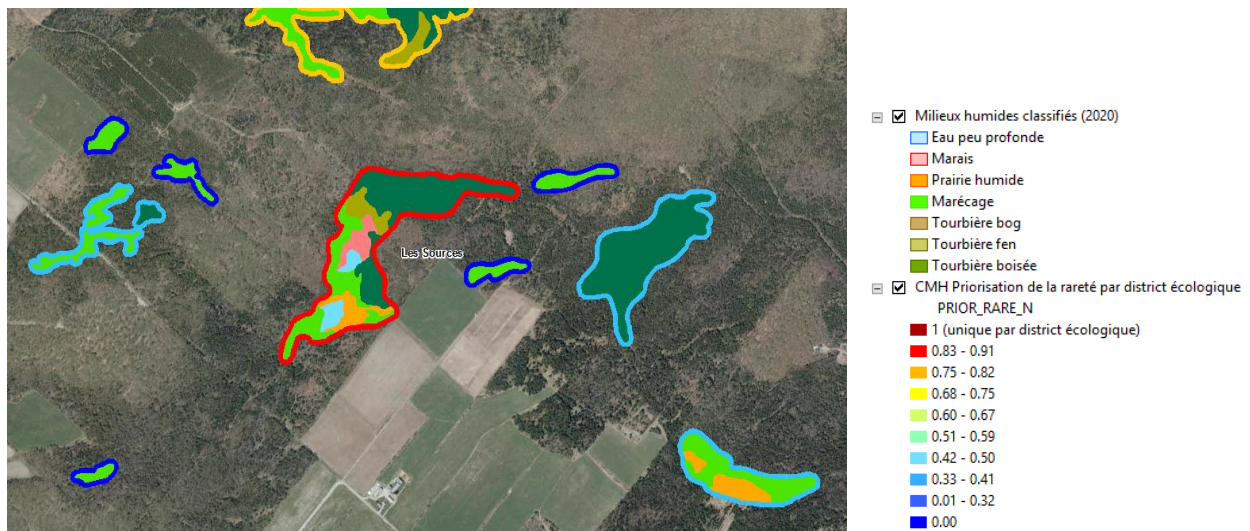 Les Sources
Milieux humides classifiés (2020)
Eau peu profonde
Marais
Prairie humide
Marécage
Tourbière bog
Tourbière fen
Tourbière boisée
CMH Priorisation de la rareté par district écologique
PRIOR_RARE_N
1 (unique par district écologique)
0.83 - 0.91
0.75 - 0.82
0.68 - 0.75
0.60 - 0.67
0.51 - 0.59
0.42 - 0.50
0.33 - 0.41
0.01 - 0.32
0.00